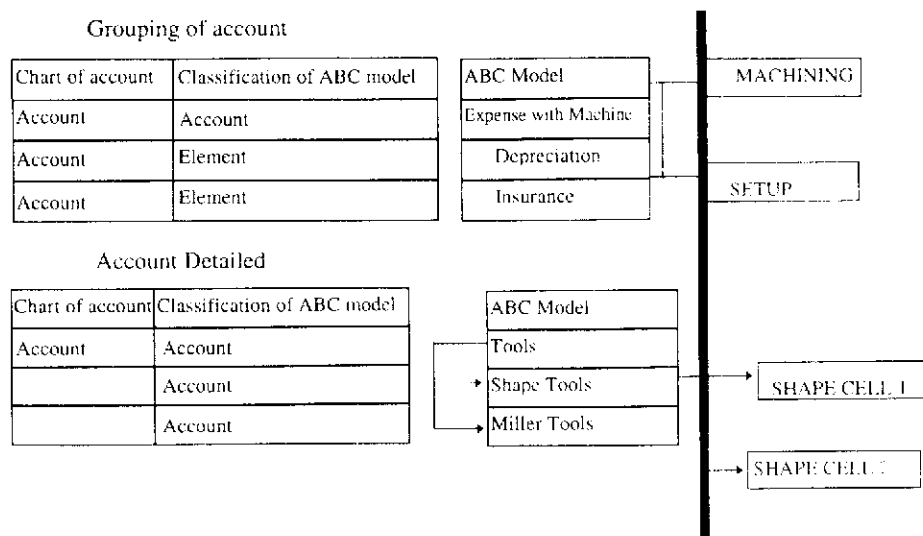 Grouping of account
Chart of account Classification of ABC model
Account Account
Account Element
Account Element
ABC Model
Expense with Machine
Depreciation
Insurance
MACHINING
SETUP
Account Detailed
Chart of account Classification of ABC model
Account Account
Account
Account
ABC Model
Tools
Shape Tools
Miller Tools
SHAPE CELL 1
SHAPE CELL